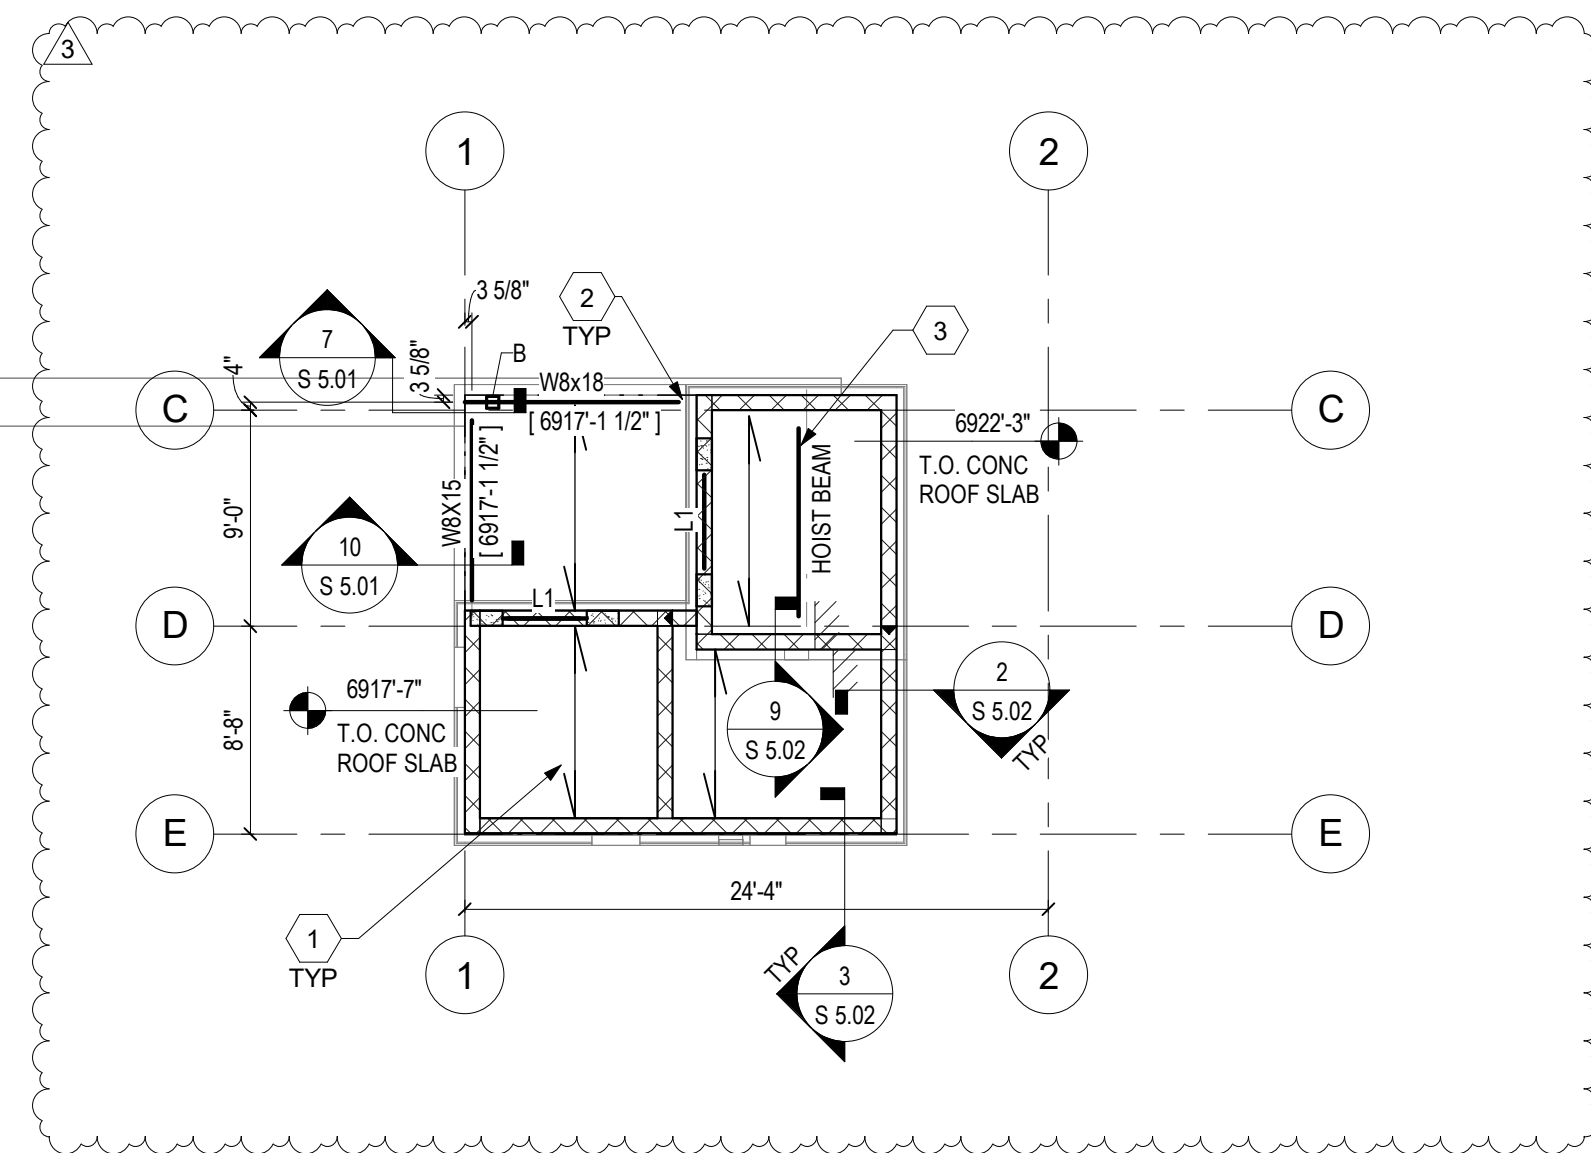 3
1
2
3 5/8"
2
TYP
3
7
S 5.01
3 5/8"
B
4"
W8x18
C
[ 6917'-1 1/2" ]
6922'-3"
C
T.O. CONC
ROOF SLAB
W8X15
[ 6917'-1 1/2" ]
L1
HOIST BEAM
9'-0"
10
S 5.01
L1
D
D
6917'-7"
T.O. CONC
ROOF SLAB
8'-8"
9
S 5.02
2
S 5.02
TYP
E
E
24'-4"
1
TYP
1
TYP
3
S 5.02
2